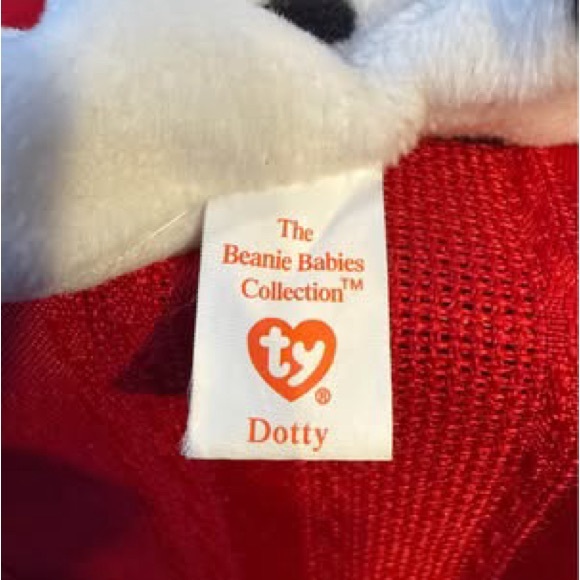 The
Beanie Babies
Collection™
ty®
Dotty